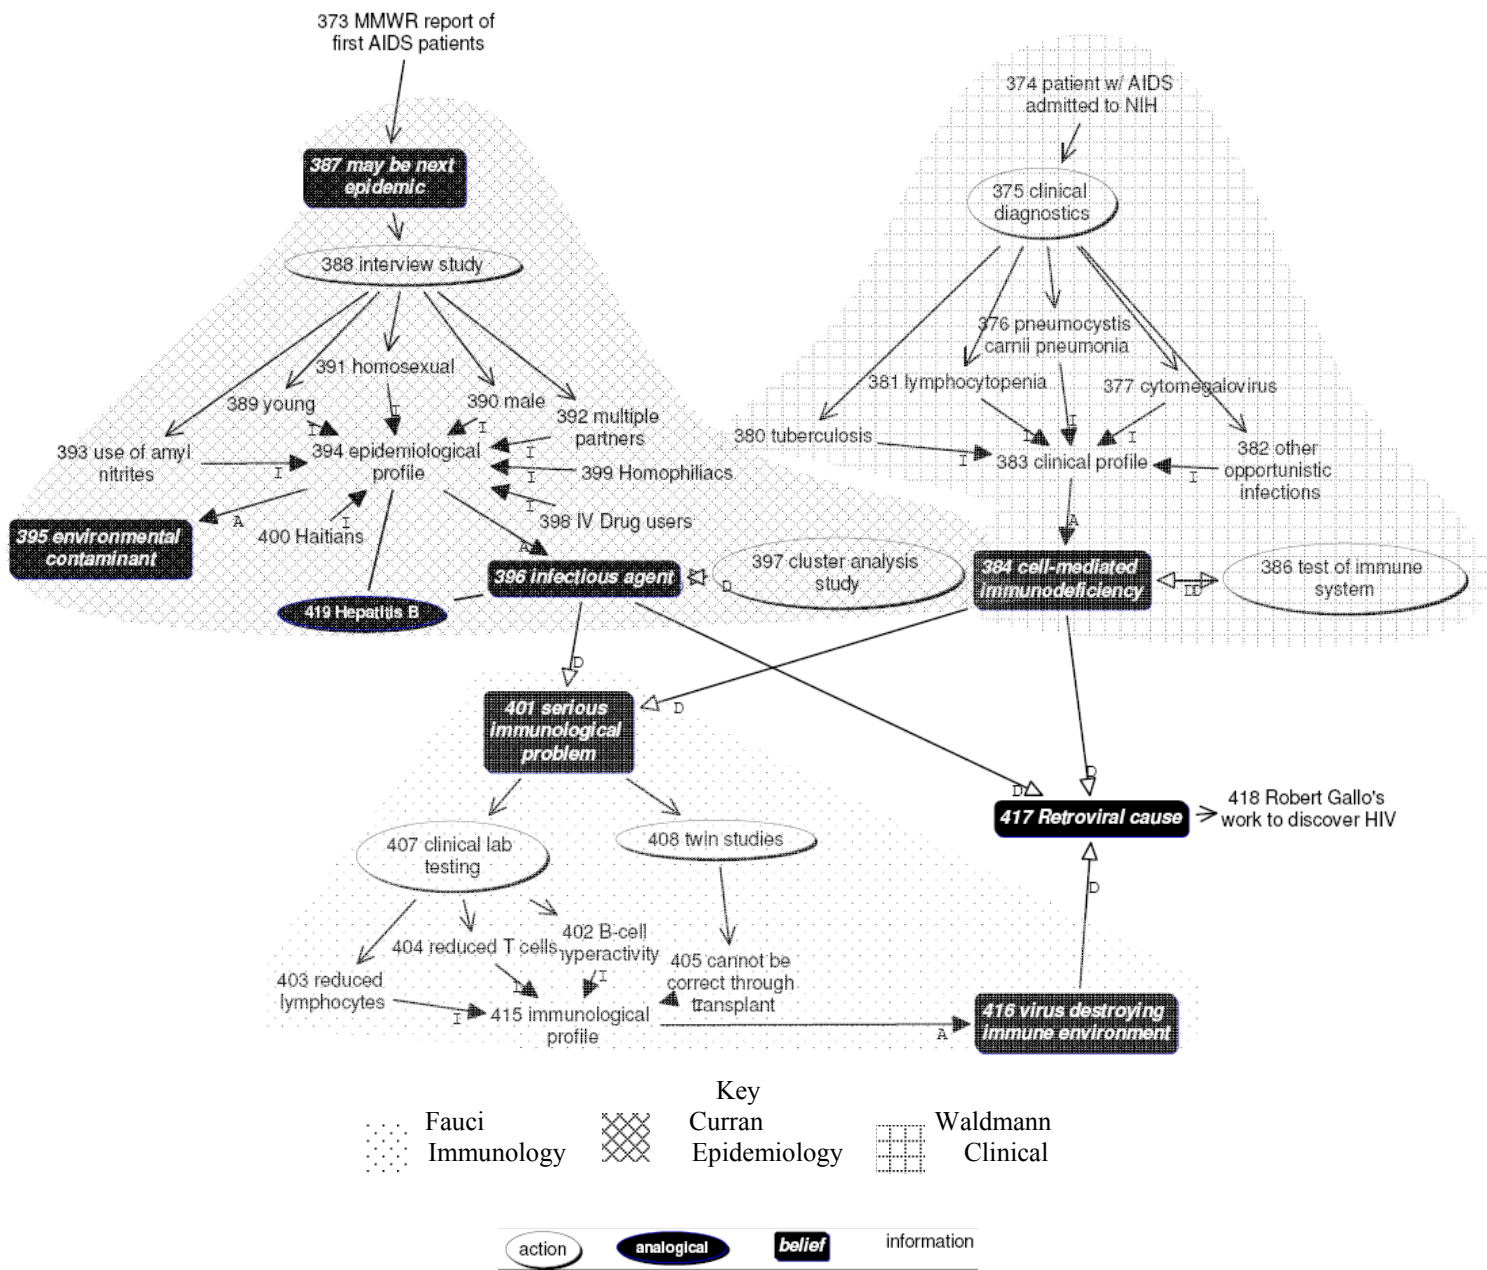 373 MMWR report of
first AIDS patients
374 patient w/ AIDS
admitted to NIH
387 may be next
epidemic
375 clinical
diagnostics
388 interview study
376 pneumocystis
carnii pneumonia
391 homosexual
381 lymphocytopenia
377 cytomegalovirus
389 young
390 male
392 multiple
partners
I
I
I
I
393 use of amyl
nitrites
I
394 epidemiological
profile
399 Homophiliacs
I
398 IV Drug users
I
400 Haitians
I
A
A
380 tuberculosis
I
I
I
I
383 clinical profile
382 other
opportunistic
infections
I
A
395 environmental
contaminant
396 infectious agent
D
397 cluster analysis
study
384 cell-mediated
immunodeficiency
ID
386 test of immune
system
419 Hepatitis B
D
D
401 serious
immunological
problem
D
D
417 Retroviral cause
418 Robert Gallo's
work to discover HIV
407 clinical lab
testing
408 twin studies
D
404 reduced T cells
402 B-cell
hyperactivity
403 reduced
lymphocytes
405 cannot be
correct through
transplant
I
I
I
I
415 immunological
profile
A
416 virus destroying
immune environment
Key
Fauci
Immunology
Curran
Epidemiology
Waldmann
Clinical
action
analogical
belief
information